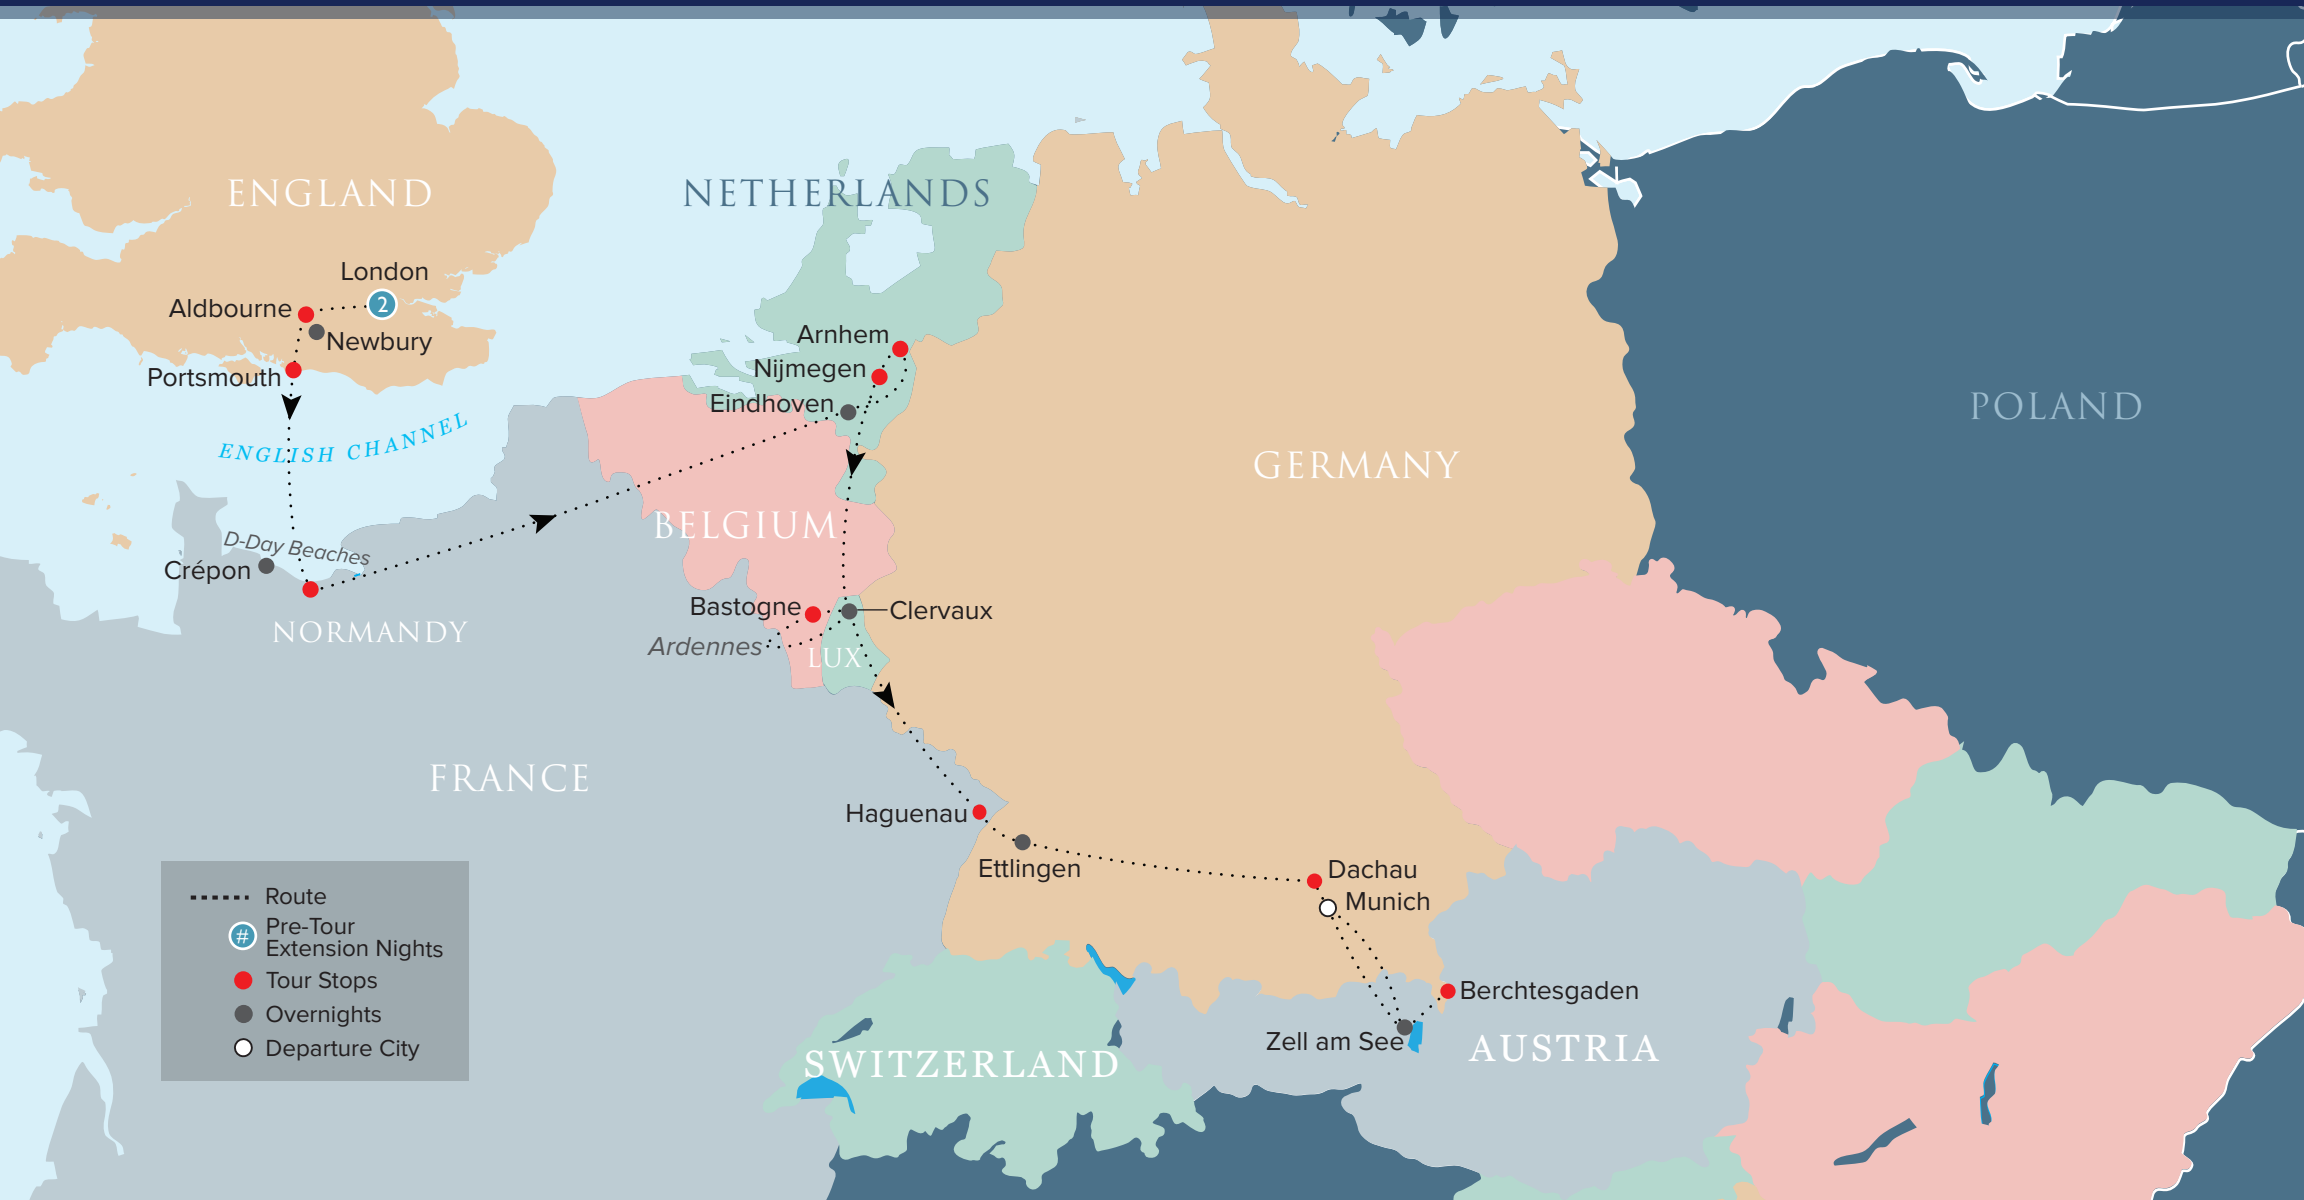 ENGLAND
NETHERLANDS
London
2
Aldbourne
Newbury
Portsmouth
Arnhem
Nijmegen
Eindhoven
ENGLISH CHANNEL
POLAND
GERMANY
BELGIUM
D-Day Beaches
Crépon
NORMANDY
Bastogne
Clervaux
Ardennes
LUX
FRANCE
Haguenau
Ettlingen
Dachau
Munich
Berchtesgaden
Zell am See
AUSTRIA
SWITZERLAND
Route
# Pre-Tour
Extension Nights
Tour Stops
Overnights
Departure City